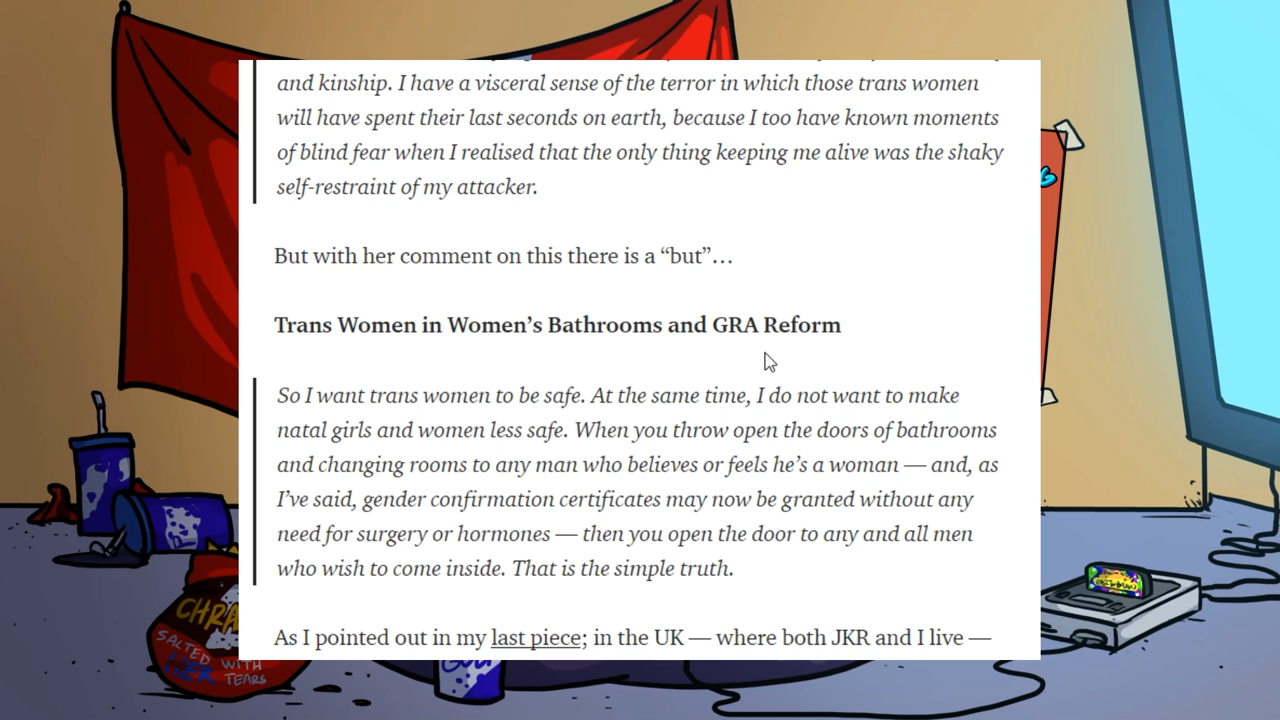 and kinship. I have a visceral sense of the terror in which those trans women
will have spent their last seconds on earth, because I too have known moments
of blind fear when I realised that the only thing keeping me alive was the shaky
self-restraint of my attacker.
But with her comment on this there is a “but”…
Trans Women in Women’s Bathrooms and GRA Reform
So I want trans women to be safe. At the same time, I do not want to make
natal girls and women less safe. When you throw open the doors of bathrooms
and changing rooms to any man who believes or feels he’s a woman — and, as
I’ve said, gender confirmation certificates may now be granted without any
need for surgery or hormones — then you open the door to any and all men
who wish to come inside. That is the simple truth.
As I pointed out in my last piece; in the UK — where both JKR and I live —
SALTED WITH
TEARS